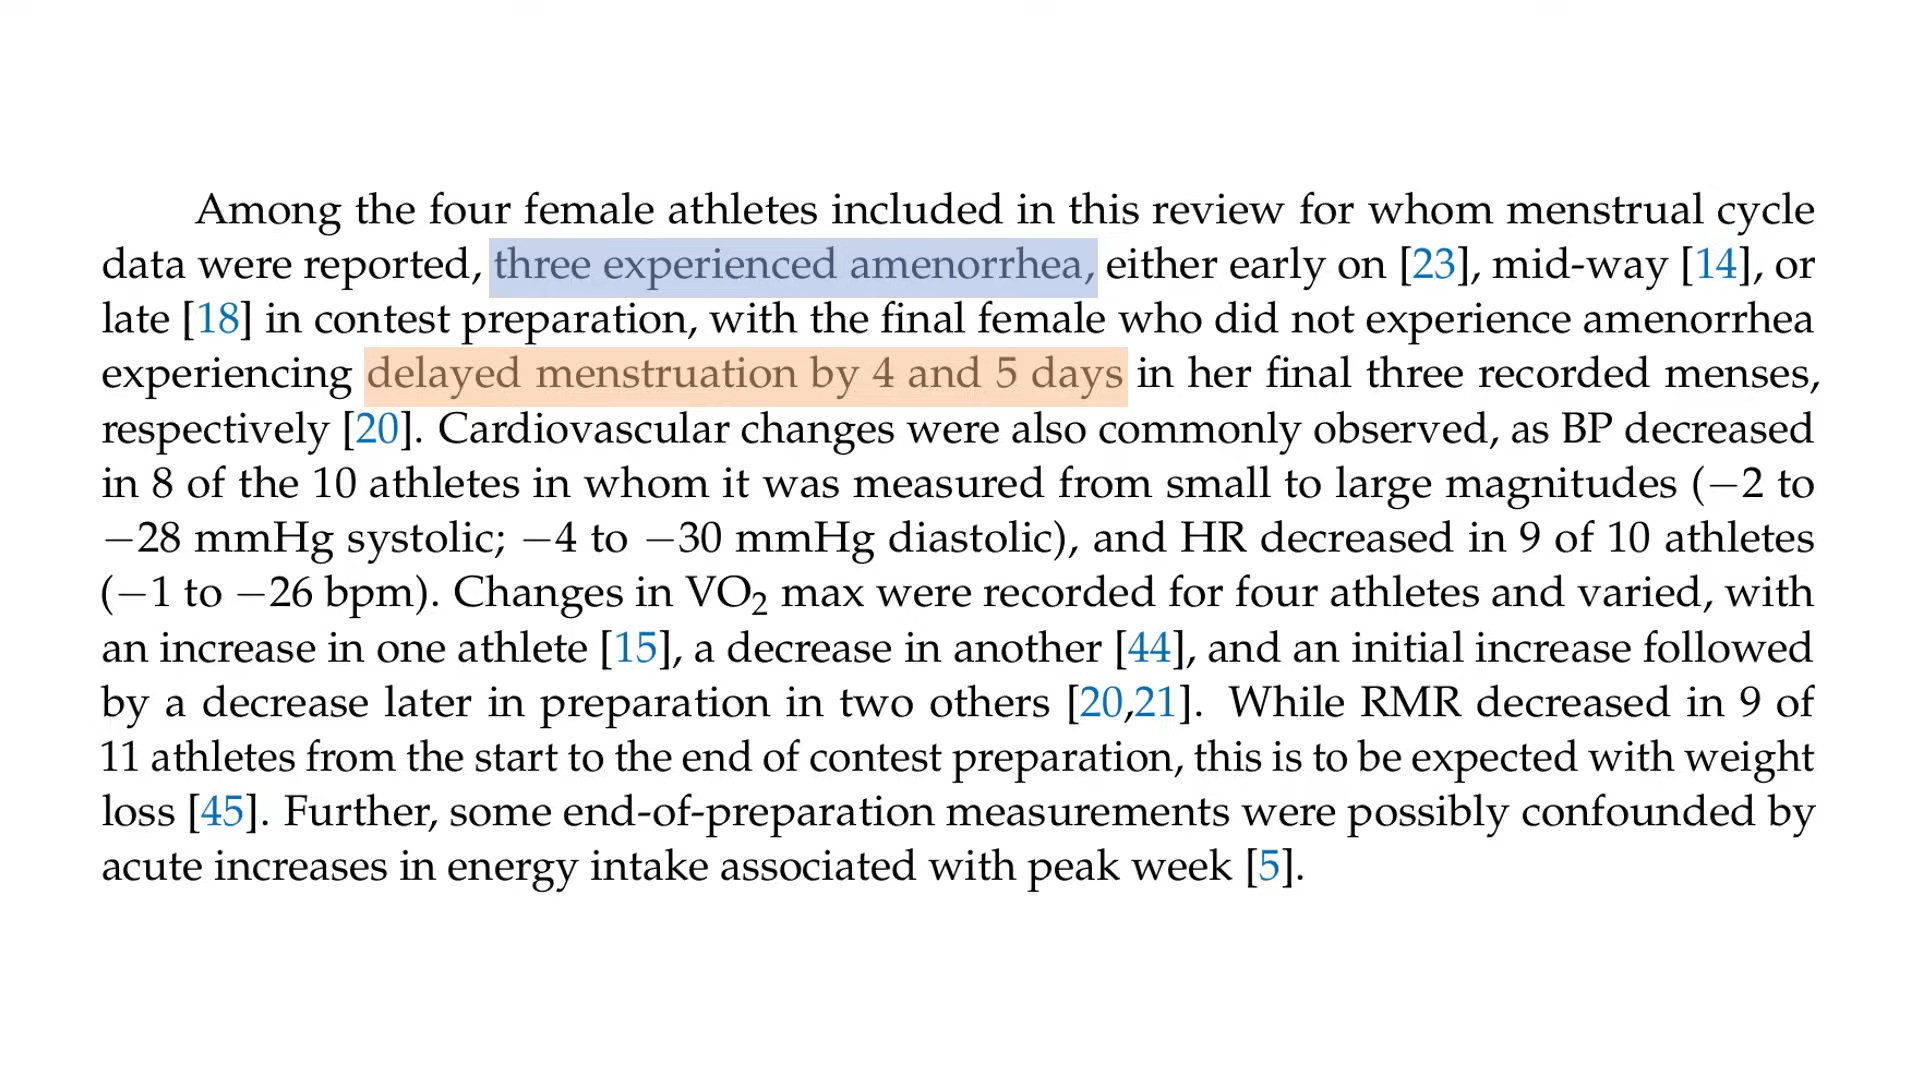 Among the four female athletes included in this review for whom menstrual cycle
data were reported, three experienced amenorrhea, either early on [23], mid-way [14], or
late [18] in contest preparation, with the final female who did not experience amenorrhea
experiencing delayed menstruation by 4 and 5 days in her final three recorded menses,
respectively [20]. Cardiovascular changes were also commonly observed, as BP decreased
in 8 of the 10 athletes in whom it was measured from small to large magnitudes (−2 to
−28 mmHg systolic; −4 to −30 mmHg diastolic), and HR decreased in 9 of 10 athletes
(−1 to −26 bpm). Changes in VO₂ max were recorded for four athletes and varied, with
an increase in one athlete [15], a decrease in another [44], and an initial increase followed
by a decrease later in preparation in two others [20,21]. While RMR decreased in 9 of
11 athletes from the start to the end of contest preparation, this is to be expected with weight
loss [45]. Further, some end-of-preparation measurements were possibly confounded by
acute increases in energy intake associated with peak week [5].